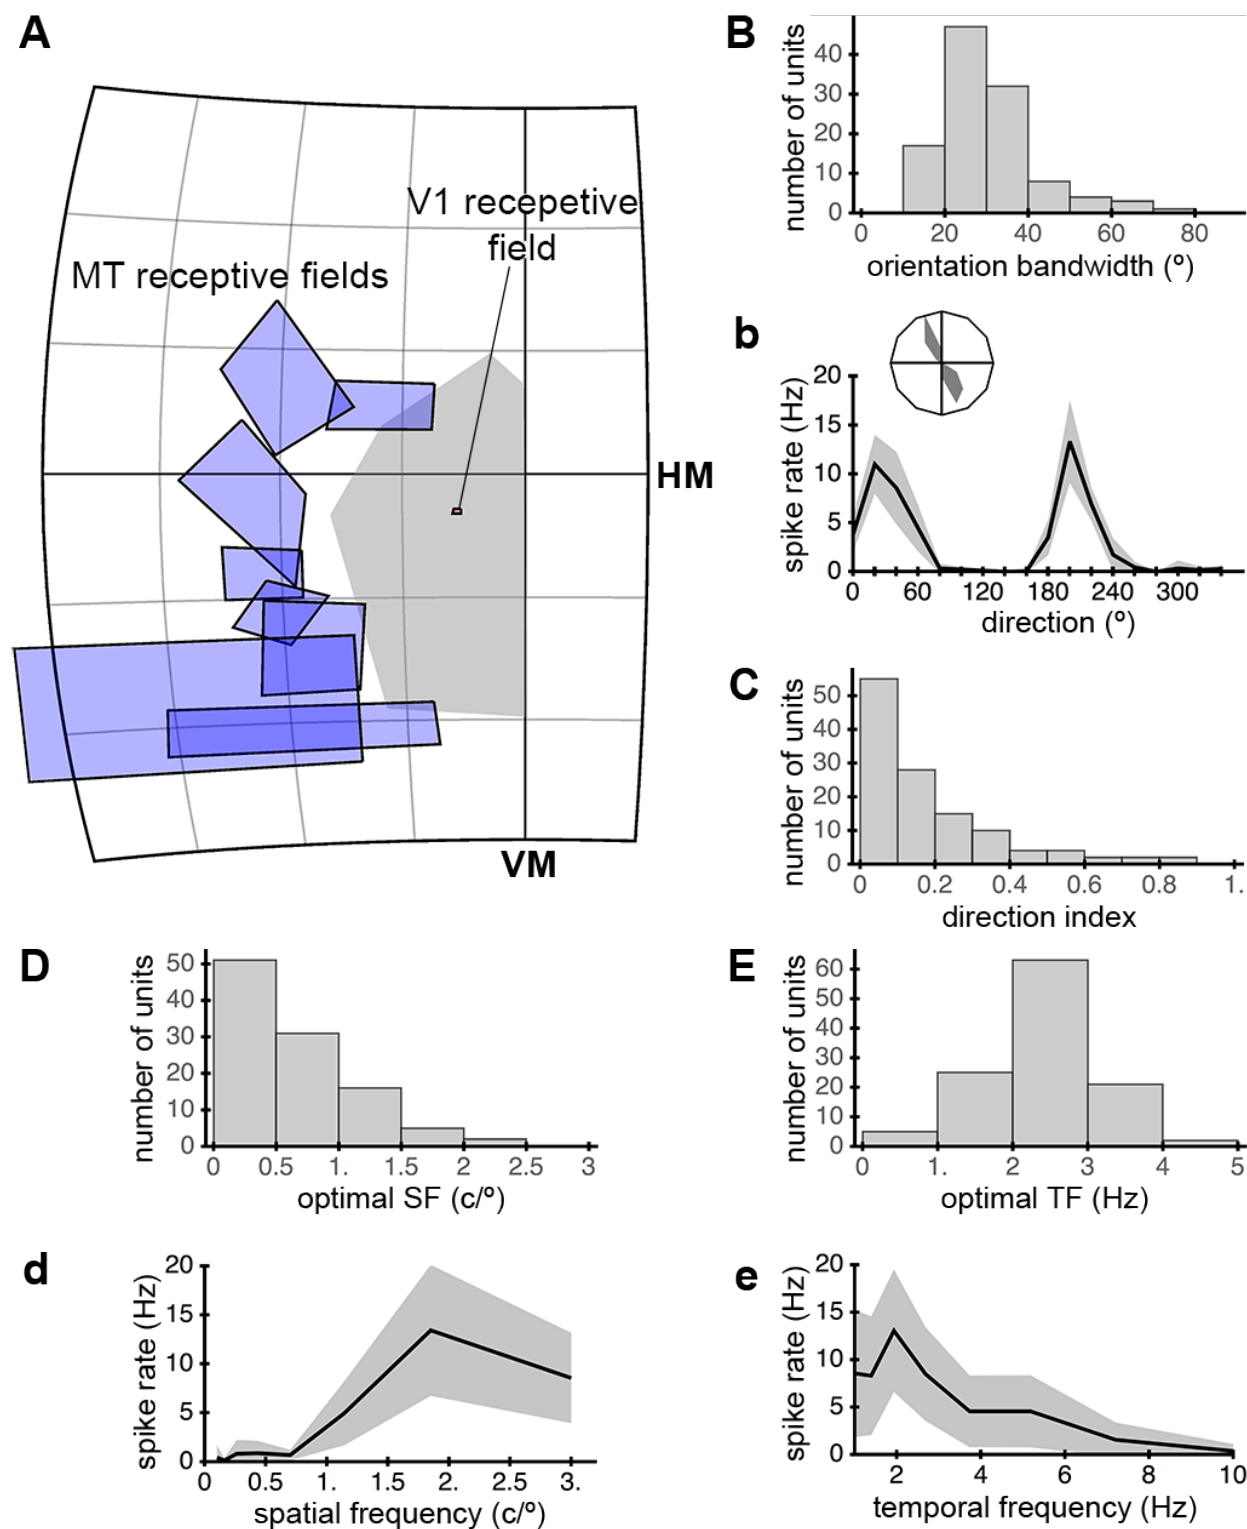 A
V1 recepetive
field
MT receptive fields
HM
VM
B
number of units
40
30
20
10
0
0 20 40 60 80
orientation bandwidth (º)
b
spike rate (Hz)
20
15
10
5
0
0 60 120 180 240 300
direction (º)
C
number of units
50
40
30
20
10
0
0 0.2 0.4 0.6 0.8 1.
direction index
D
number of units
50
40
30
20
10
0
0 0.5 1. 1.5 2 2.5 3
optimal SF (c/º)
E
number of units
60
50
40
30
20
10
0
0 1. 2 3 4 5
optimal TF (Hz)
d
spike rate (Hz)
20
15
10
5
0
0 0.5 1. 1.5 2. 2.5 3.
spatial frequency (c/º)
e
spike rate (Hz)
20
15
10
5
0
2 4 6 8 10
temporal frequency (Hz)